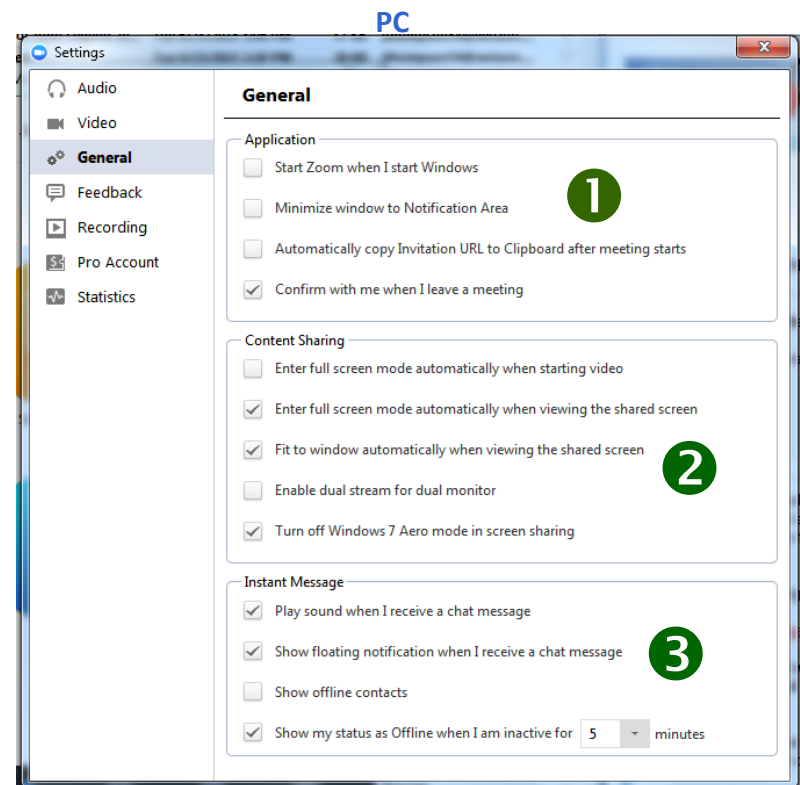 PC
Settings
Audio
Video
General
Feedback
Recording
Pro Account
Statistics
General
Application
Start Zoom when I start Windows
Minimize window to Notification Area
Automatically copy Invitation URL to Clipboard after meeting starts
Confirm with me when I leave a meeting
1
Content Sharing
Enter full screen mode automatically when starting video
Enter full screen mode automatically when viewing the shared screen
Fit to window automatically when viewing the shared screen
Enable dual stream for dual monitor
Turn off Windows 7 Aero mode in screen sharing
2
Instant Message
Play sound when I receive a chat message
Show floating notification when I receive a chat message
Show offline contacts
Show my status as Offline when I am inactive for 5 minutes
3